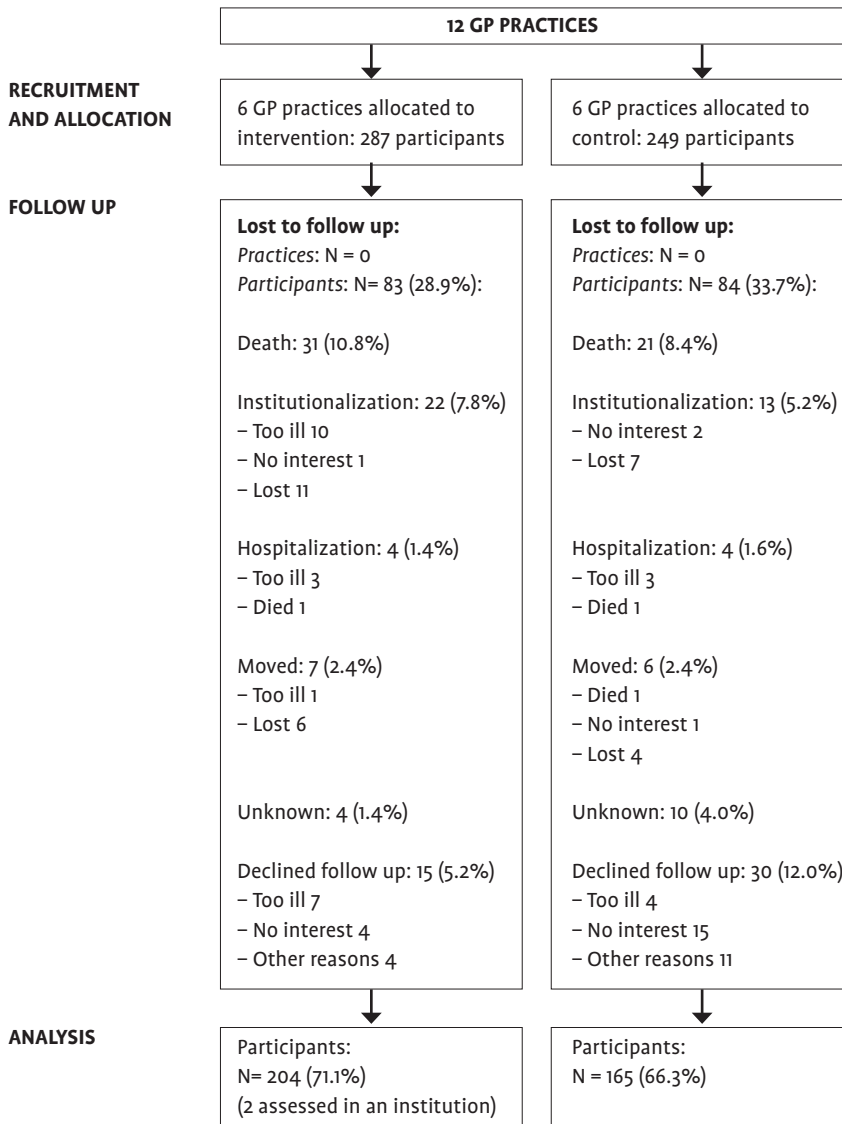 12 GP PRACTICES
RECRUITMENT
AND ALLOCATION
6 GP practices allocated to
intervention: 287 participants
6 GP practices allocated to
control: 249 participants
FOLLOW UP
Lost to follow up:
Practices: N = 0
Participants: N= 83 (28.9%):
Death: 31 (10.8%)
Institutionalization: 22 (7.8%)
– Too ill 10
– No interest 1
– Lost 11
Hospitalization: 4 (1.4%)
– Too ill 3
– Died 1
Moved: 7 (2.4%)
– Too ill 1
– Lost 6
Unknown: 4 (1.4%)
Declined follow up: 15 (5.2%)
– Too ill 7
– No interest 4
– Other reasons 4
Lost to follow up:
Practices: N = 0
Participants: N= 84 (33.7%):
Death: 21 (8.4%)
Institutionalization: 13 (5.2%)
– No interest 2
– Lost 7
Hospitalization: 4 (1.6%)
– Too ill 3
– Died 1
Moved: 6 (2.4%)
– Died 1
– No interest 1
– Lost 4
Unknown: 10 (4.0%)
Declined follow up: 30 (12.0%)
– Too ill 4
– No interest 15
– Other reasons 11
ANALYSIS
Participants:
N= 204 (71.1%)
(2 assessed in an institution)
Participants:
N = 165 (66.3%)